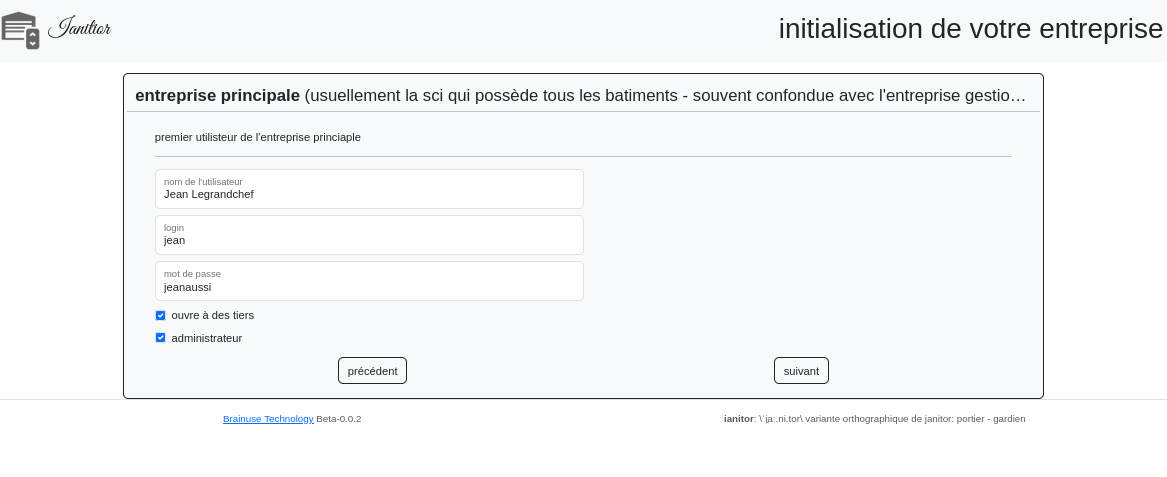 Ianitior
initialisation de votre entreprise
entreprise principale (usuellement la sci qui possède tous les batiments - souvent confondue avec l'entreprise gestio…
premier utilisteur de l'entreprise princiaple
nom de l'utilisateur
Jean Legrandchef
login
jean
mot de passe
jeanaussi
ouvre à des tiers
administrateur
précédent
suivant
Brainuse Technology Beta-0.0.2
ianitor: \ˈja:.ni.tor\ variante orthographique de janitor: portier - gardien